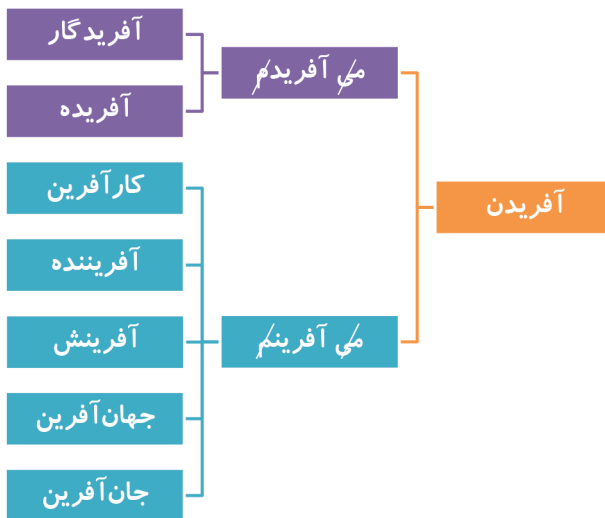 آفریدن
می آفریدم
آفریدگار
آفریده
می آفرینم
کارآفرین
آفریننده
آفرینش
جهان‌آفرین
جان‌آفرین